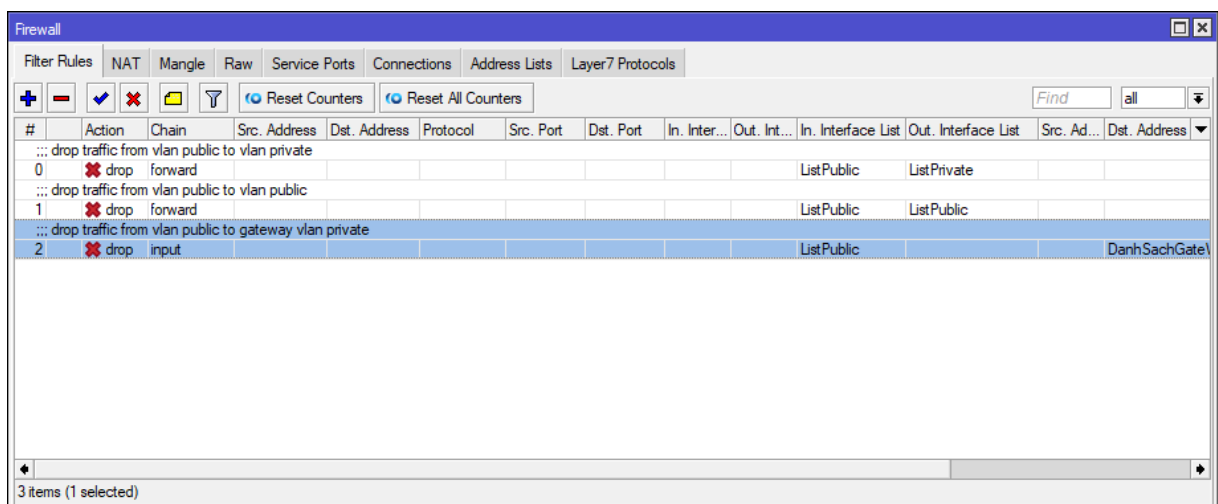 Firewall
Filter Rules NAT Mangle Raw Service Ports Connections Address Lists Layer7 Protocols
Reset Counters Reset All Counters Find all
# Action Chain Src. Address Dst. Address Protocol Src. Port Dst. Port In. Inter... Out. Int... In. Interface List Out. Interface List Src. Ad... Dst. Address
;;; drop traffic from vlan public to vlan private
0 drop forward ListPublic ListPrivate
;;; drop traffic from vlan public to vlan public
1 drop forward ListPublic ListPublic
;;; drop traffic from vlan public to gateway vlan private
2 drop input ListPublic
3 items (1 selected)